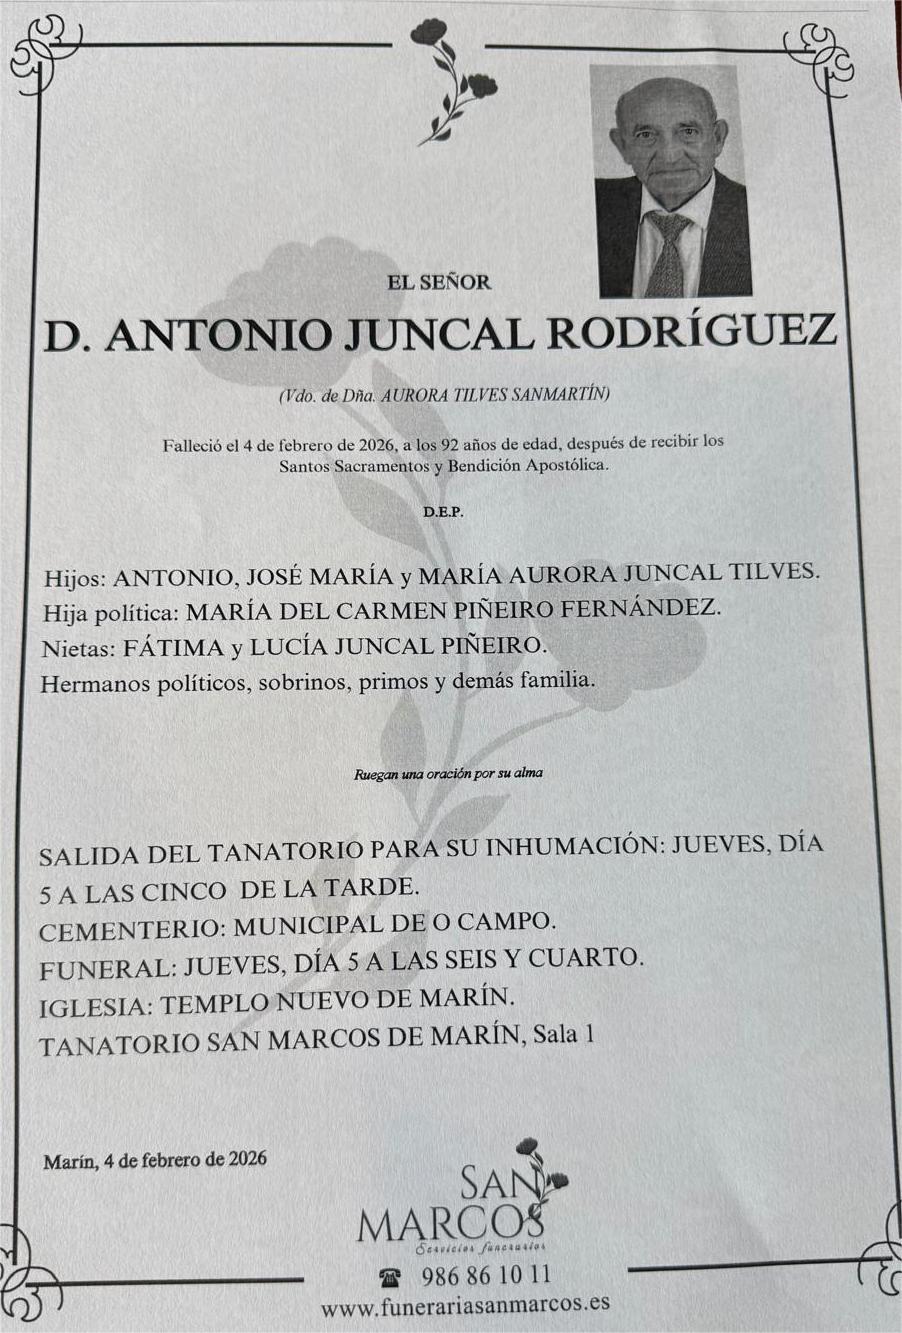 EL SEÑOR
D. ANTONIO JUNCAL RODRÍGUEZ
(Vdo. de Dña. AURORA TILVES SANMARTÍN)
Falleció el 4 de febrero de 2026, a los 92 años de edad, después de recibir los
Santos Sacramentos y Bendición Apostólica.
D.E.P.
Hijos: ANTONIO, JOSÉ MARÍA y MARÍA AURORA JUNCAL TILVES.
Hija política: MARÍA DEL CARMEN PIÑEIRO FERNÁNDEZ.
Nietas: FÁTIMA y LUCÍA JUNCAL PIÑEIRO.
Hermanos políticos, sobrinos, primos y demás familia.
Ruegan una oración por su alma
SALIDA DEL TANATORIO PARA SU INHUMACIÓN: JUEVES, DÍA
5 A LAS CINCO DE LA TARDE.
CEMENTERIO: MUNICIPAL DE O CAMPO.
FUNERAL: JUEVES, DÍA 5 A LAS SEIS Y CUARTO.
IGLESIA: TEMPLO NUEVO DE MARÍN.
TANATORIO SAN MARCOS DE MARÍN, Sala 1
Marín, 4 de febrero de 2026
SAN
MARCOS
Servicios funerarios
☎ 986 86 10 11
www.funerariasanmarcos.es